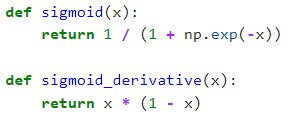 def sigmoid(x):
    return 1 / (1 + np.exp(-x))

def sigmoid_derivative(x):
    return x * (1 - x)